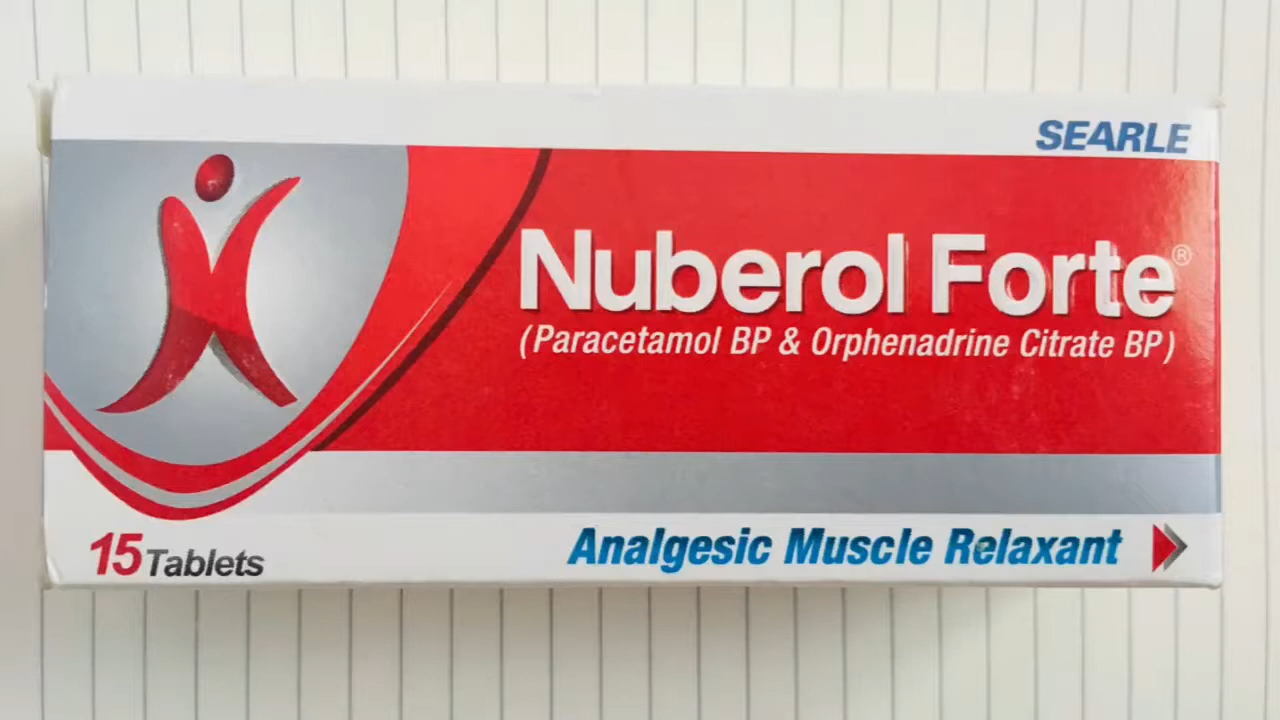 SEARLE
Nuberol Forte®
(Paracetamol BP & Orphenadrine Citrate BP)
15 Tablets
Analgesic Muscle Relaxant